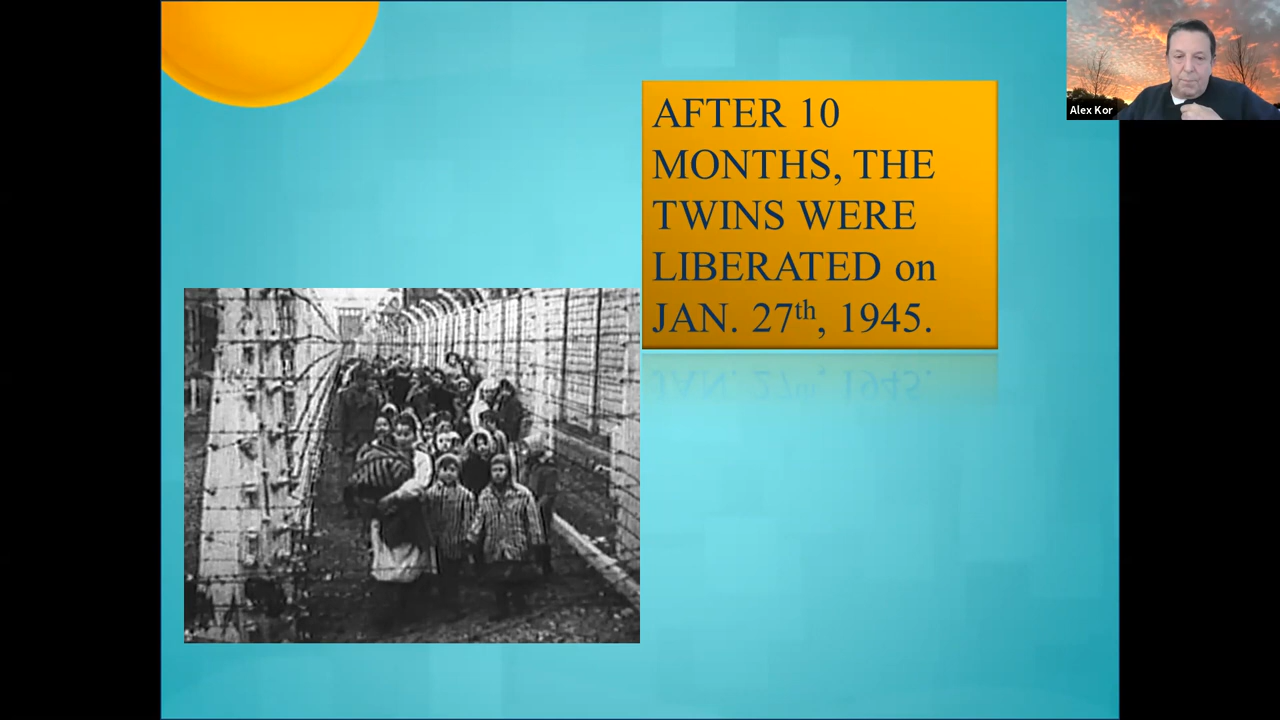 AFTER 10
MONTHS, THE
TWINS WERE
LIBERATED on
JAN. 27th, 1945.
Alex Kor